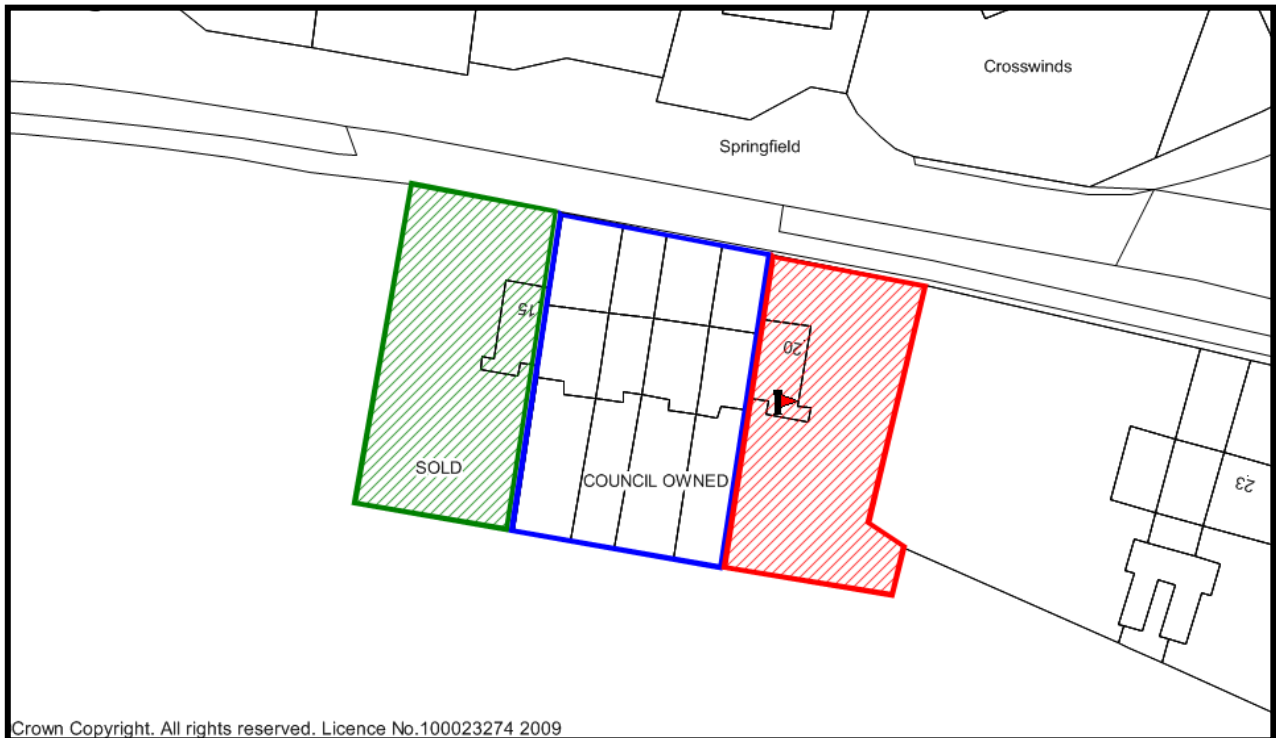 Crosswinds
Springfield
15
20
SOLD
COUNCIL OWNED
23
Crown Copyright. All rights reserved. Licence No.100023274 2009